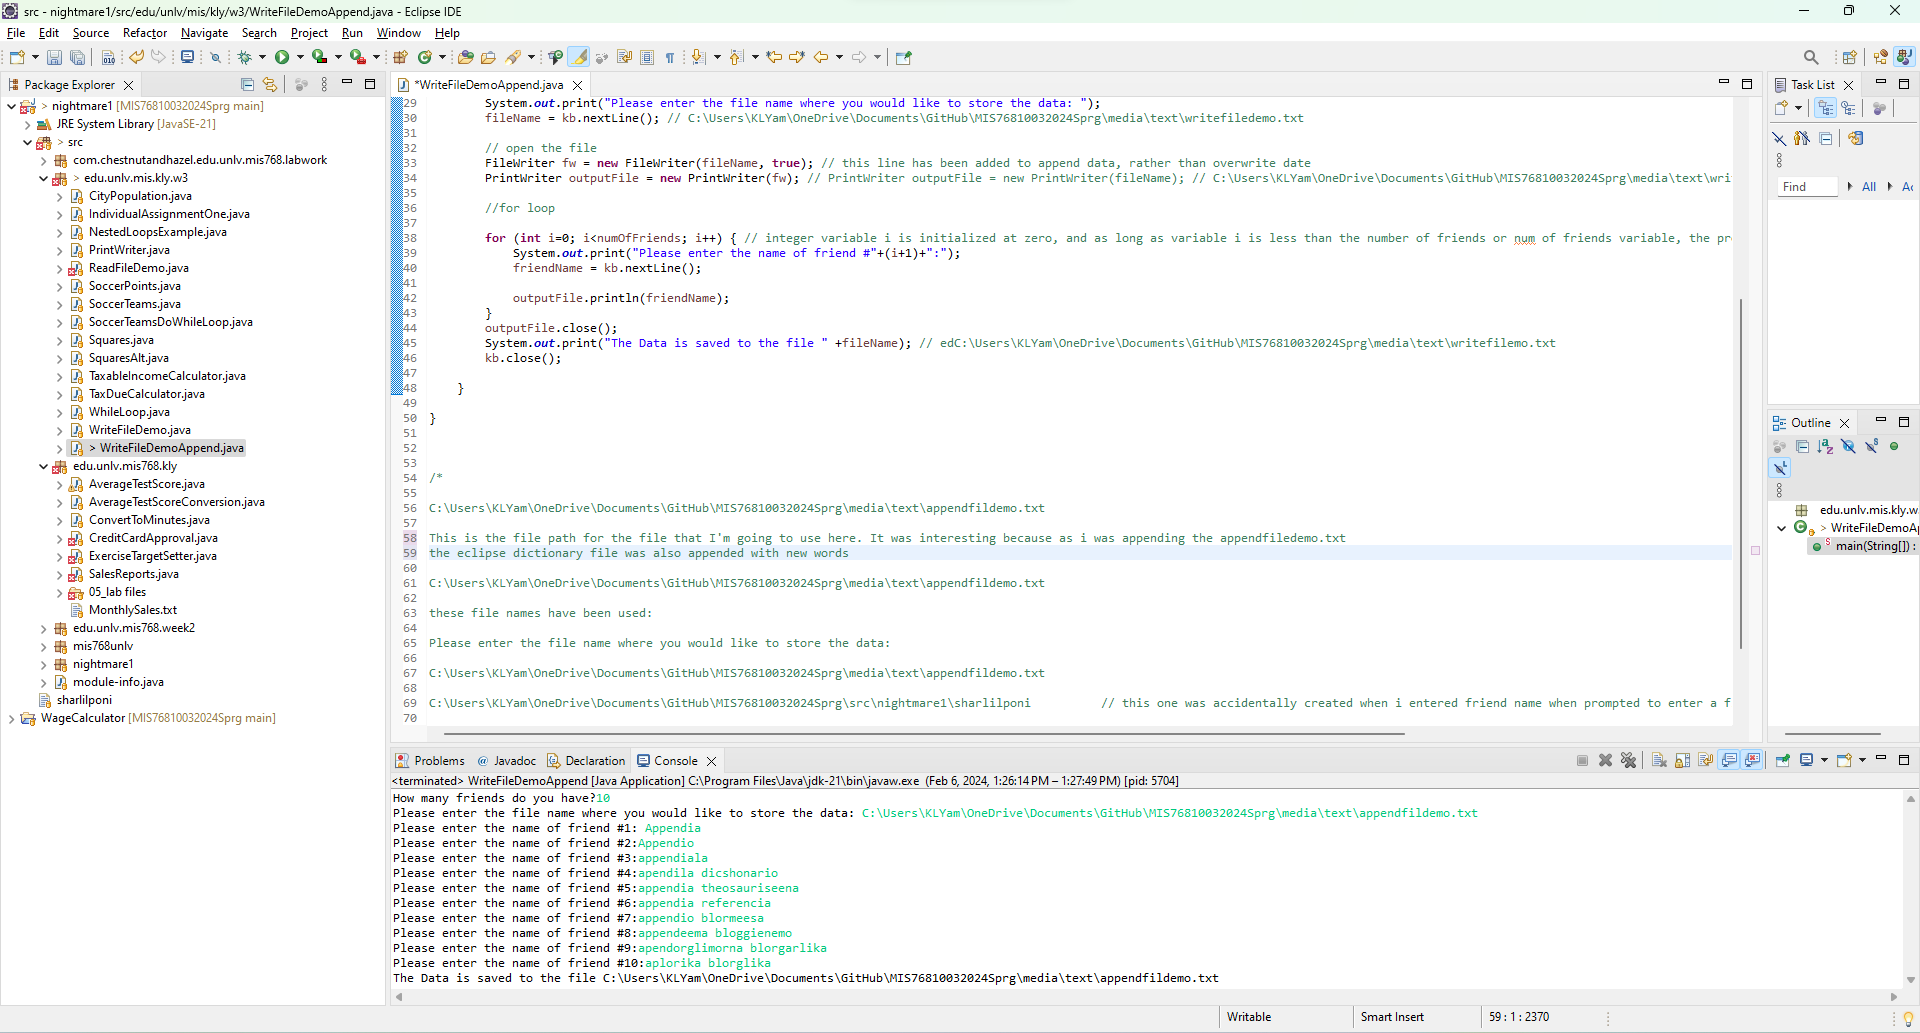 src - nightmare1/src/edu/unlv/mis/kly/w3/WriteFileDemoAppend.java - Eclipse IDE
File Edit Source Refactor Navigate Search Project Run Window Help
Package Explorer
> nightmare1 [MIS76810032024Sprg main]
JRE System Library [JavaSE-21]
> src
com.chestnutandhazel.edu.unlv.mis768.labwork
> edu.unlv.mis.kly.w3
CityPopulation.java
IndividualAssignmentOne.java
NestedLoopsExample.java
PrintWriter.java
ReadFileDemo.java
SoccerPoints.java
SoccerTeams.java
SoccerTeamsDoWhileLoop.java
Squares.java
SquaresAlt.java
TaxableIncomeCalculator.java
TaxDueCalculator.java
WhileLoop.java
WriteFileDemo.java
> WriteFileDemoAppend.java
edu.unlv.mis768.kly
AverageTestScore.java
AverageTestScoreConversion.java
ConvertToMinutes.java
CreditCardApproval.java
ExerciseTargetSetter.java
SalesReports.java
05_lab files
MonthlySales.txt
edu.unlv.mis768.week2
mis768unlv
nightmare1
module-info.java
sharlilponi
WageCalculator [MIS76810032024Sprg main]
*WriteFileDemoAppend.java
29 System.out.print("Please enter the file name where you would like to store the data: ");
30 fileName = kb.nextLine(); // C:\Users\KLYam\OneDrive\Documents\GitHub\MIS76810032024Sprg\media\text\writefiledemo.txt
31
32 // open the file
33 FileWriter fw = new FileWriter(fileName, true); // this line has been added to append data, rather than overwrite date
34 PrintWriter outputFile = new PrintWriter(fw); // PrintWriter outputFile = new PrintWriter(fileName); // C:\Users\KLYam\OneDrive\Documents\GitHub\MIS76810032024Sprg\media\text\wri
35
36 //for loop
37
38 for (int i=0; i<numOfFriends; i++) { // integer variable i is initialized at zero, and as long as variable i is less than the number of friends or num of friends variable, the pr
39 System.out.print("Please enter the name of friend #"+(i+1)+":");
40 friendName = kb.nextLine();
41
42 outputFile.println(friendName);
43 }
44 outputFile.close();
45 System.out.print("The Data is saved to the file " +fileName); // edC:\Users\KLYam\OneDrive\Documents\GitHub\MIS76810032024Sprg\media\text\writefilemo.txt
46 kb.close();
47
48 }
49
50 }
51
52
53
54 /*
55
56 C:\Users\KLYam\OneDrive\Documents\GitHub\MIS76810032024Sprg\media\text\appendfildemo.txt
57
58 This is the file path for the file that I'm going to use here. It was interesting because as i was appending the appendfiledemo.txt
59 the eclipse dictionary file was also appended with new words
60
61 C:\Users\KLYam\OneDrive\Documents\GitHub\MIS76810032024Sprg\media\text\appendfildemo.txt
62
63 these file names have been used:
64
65 Please enter the file name where you would like to store the data:
66
67 C:\Users\KLYam\OneDrive\Documents\GitHub\MIS76810032024Sprg\media\text\appendfildemo.txt
68
69 C:\Users\KLYam\OneDrive\Documents\GitHub\MIS76810032024Sprg\src\nightmare1\sharlilponi // this one was accidentally created when i entered friend name when prompted to enter a f
70
Task List
Find All Ac
Outline
edu.unlv.mis.kly.w
> WriteFileDemoA
main(String[]) :
Problems Javadoc Declaration Console
<terminated> WriteFileDemoAppend [Java Application] C:\Program Files\Java\jdk-21\bin\javaw.exe (Feb 6, 2024, 1:26:14 PM – 1:27:49 PM) [pid: 5704]
How many friends do you have?10
Please enter the file name where you would like to store the data: C:\Users\KLYam\OneDrive\Documents\GitHub\MIS76810032024Sprg\media\text\appendfildemo.txt
Please enter the name of friend #1: Appendia
Please enter the name of friend #2:Appendio
Please enter the name of friend #3:appendiala
Please enter the name of friend #4:apendila dicshonario
Please enter the name of friend #5:appendia theosauriseena
Please enter the name of friend #6:appendia referencia
Please enter the name of friend #7:appendio blormeesa
Please enter the name of friend #8:appendeema bloggienemo
Please enter the name of friend #9:apendorglimorna blorgarlika
Please enter the name of friend #10:aplorika blorglika
The Data is saved to the file C:\Users\KLYam\OneDrive\Documents\GitHub\MIS76810032024Sprg\media\text\appendfildemo.txt
Writable Smart Insert 59 : 1 : 2370